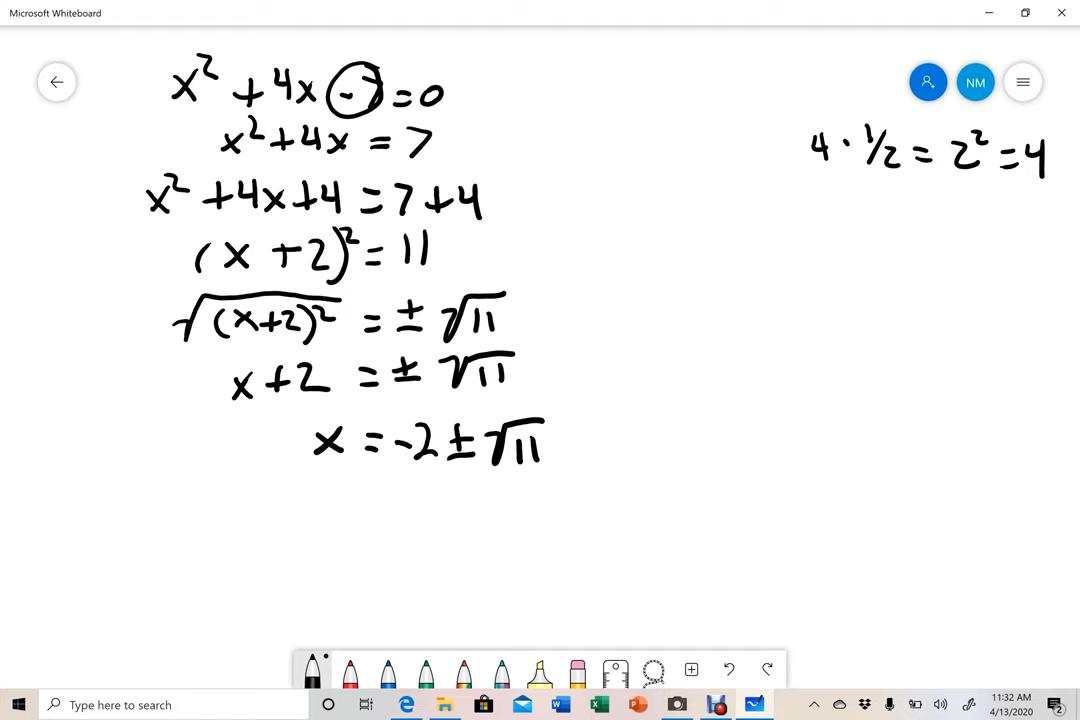 Microsoft Whiteboard
x² + 4x - 7 = 0
x² + 4x = 7
x² + 4x + 4 = 7 + 4
(x + 2)² = 11
√(x+2)² = ± √11
x + 2 = ± √11
x = -2 ± √11
NM
4 · 1/2 = 2² = 4
Type here to search
11:32 AM
4/13/2020
2